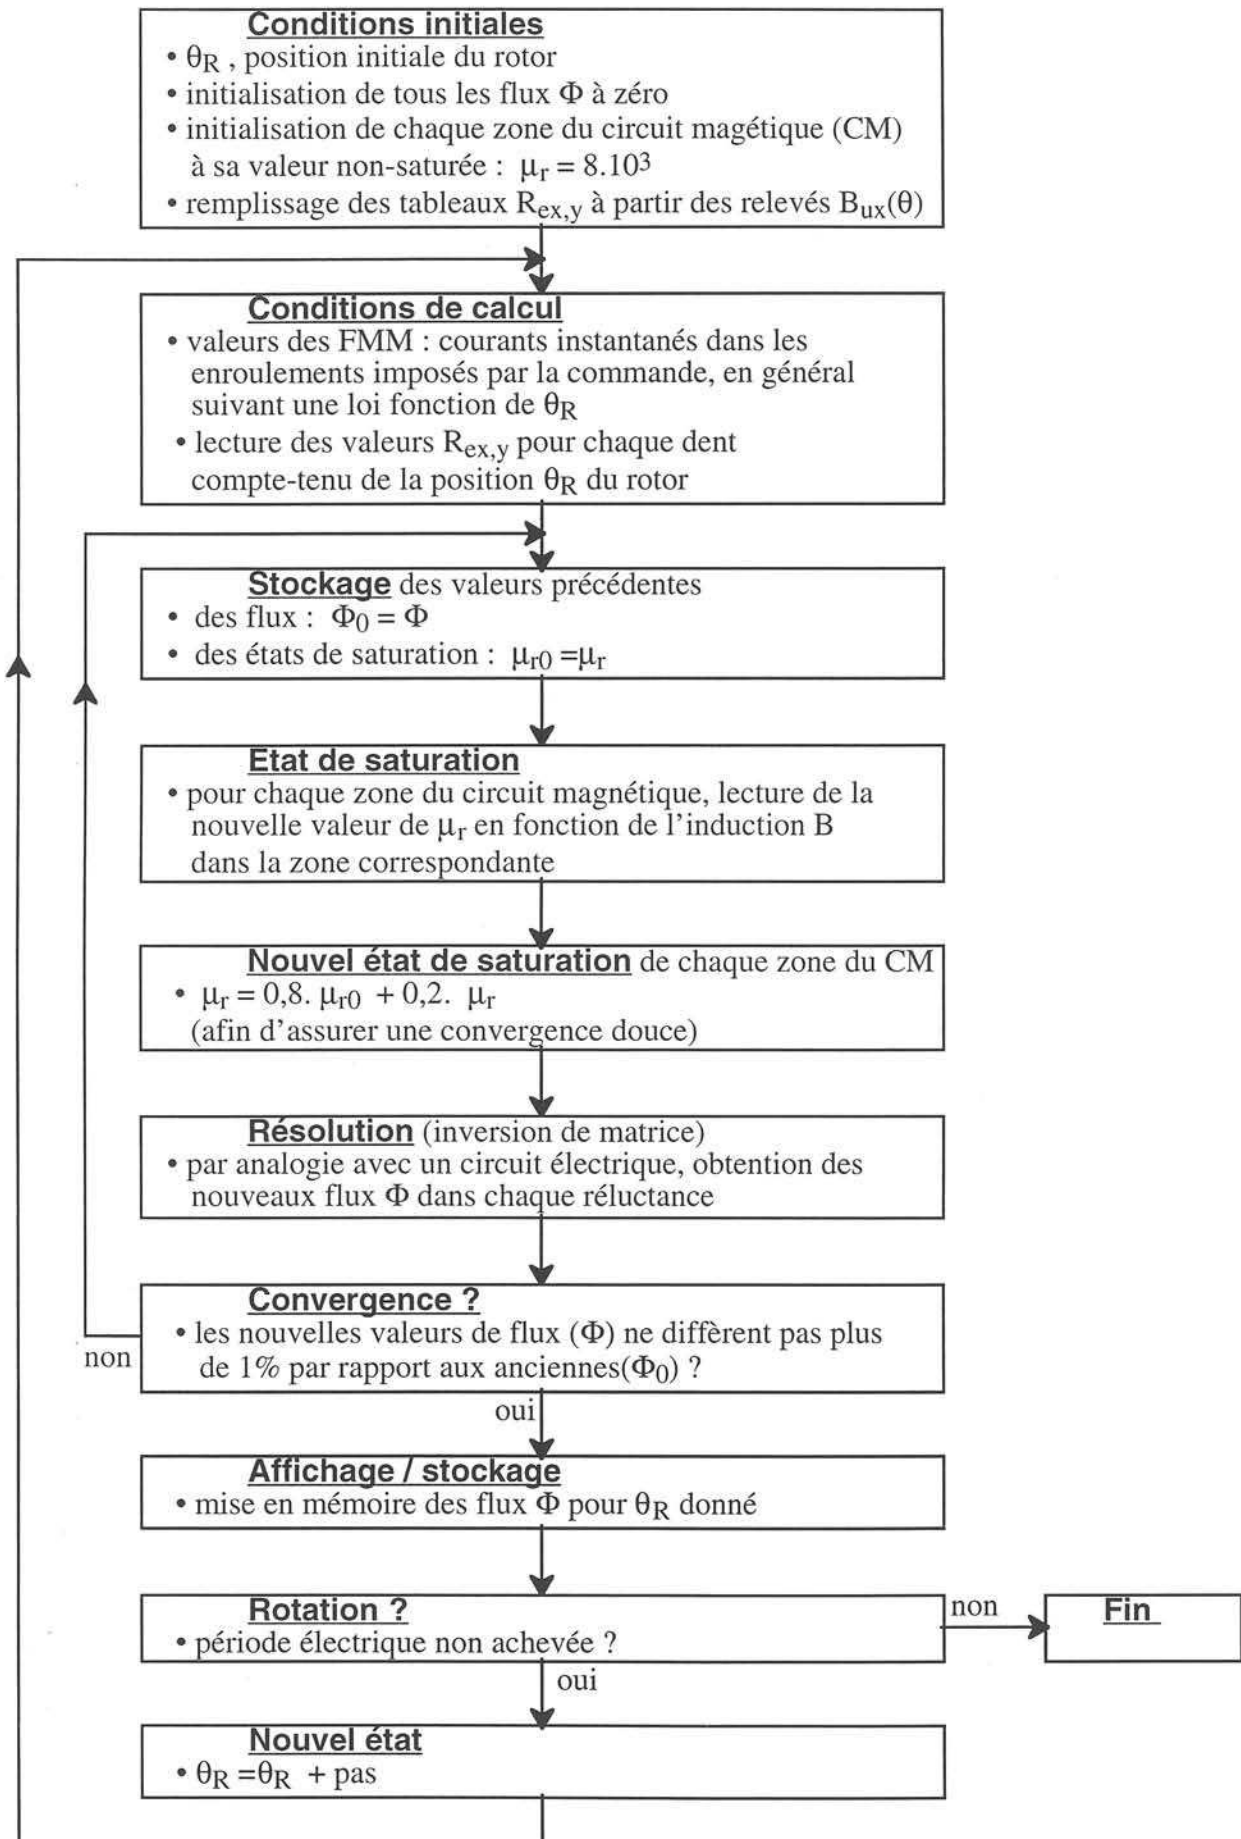 Conditions initiales
• θR , position initiale du rotor
• initialisation de tous les flux Φ à zéro
• initialisation de chaque zone du circuit magétique (CM)
à sa valeur non-saturée : μr = 8.10³
• remplissage des tableaux Rex,y à partir des relevés Bux(θ)
Conditions de calcul
• valeurs des FMM : courants instantanés dans les
enroulements imposés par la commande, en général
suivant une loi fonction de θR
• lecture des valeurs Rex,y pour chaque dent
compte-tenu de la position θR du rotor
Stockage des valeurs précédentes
• des flux : Φ0 = Φ
• des états de saturation : μr0 =μr
Etat de saturation
• pour chaque zone du circuit magnétique, lecture de la
nouvelle valeur de μr en fonction de l'induction B
dans la zone correspondante
Nouvel état de saturation de chaque zone du CM
• μr = 0,8. μr0 + 0,2. μr
(afin d'assurer une convergence douce)
Résolution (inversion de matrice)
• par analogie avec un circuit électrique, obtention des
nouveaux flux Φ dans chaque réluctance
Convergence ?
• les nouvelles valeurs de flux (Φ) ne diffèrent pas plus
de 1% par rapport aux anciennes(Φ0) ?
non
oui
Affichage / stockage
• mise en mémoire des flux Φ pour θR donné
Rotation ?
• période électrique non achevée ?
non
Fin
oui
Nouvel état
• θR =θR + pas